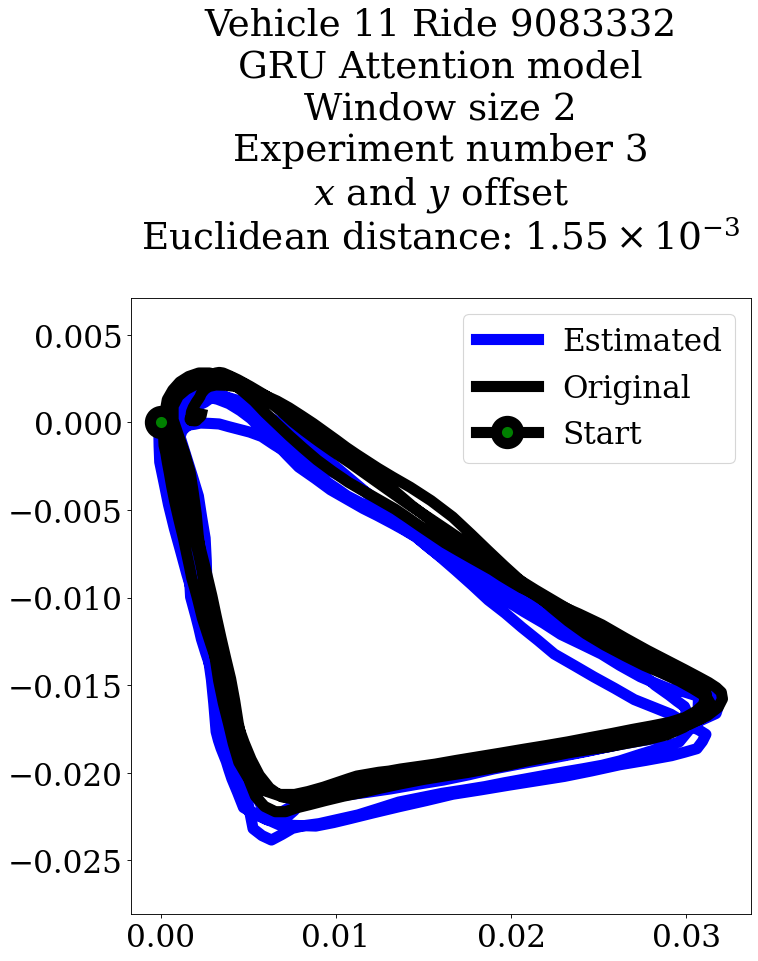 Vehicle 11 Ride 9083332
GRU Attention model
Window size 2
Experiment number 3
x and y offset
Euclidean distance: 1.55 × 10⁻³
Estimated
Original
Start
0.005
0.000
−0.005
−0.010
−0.015
−0.020
−0.025
0.00 0.01 0.02 0.03